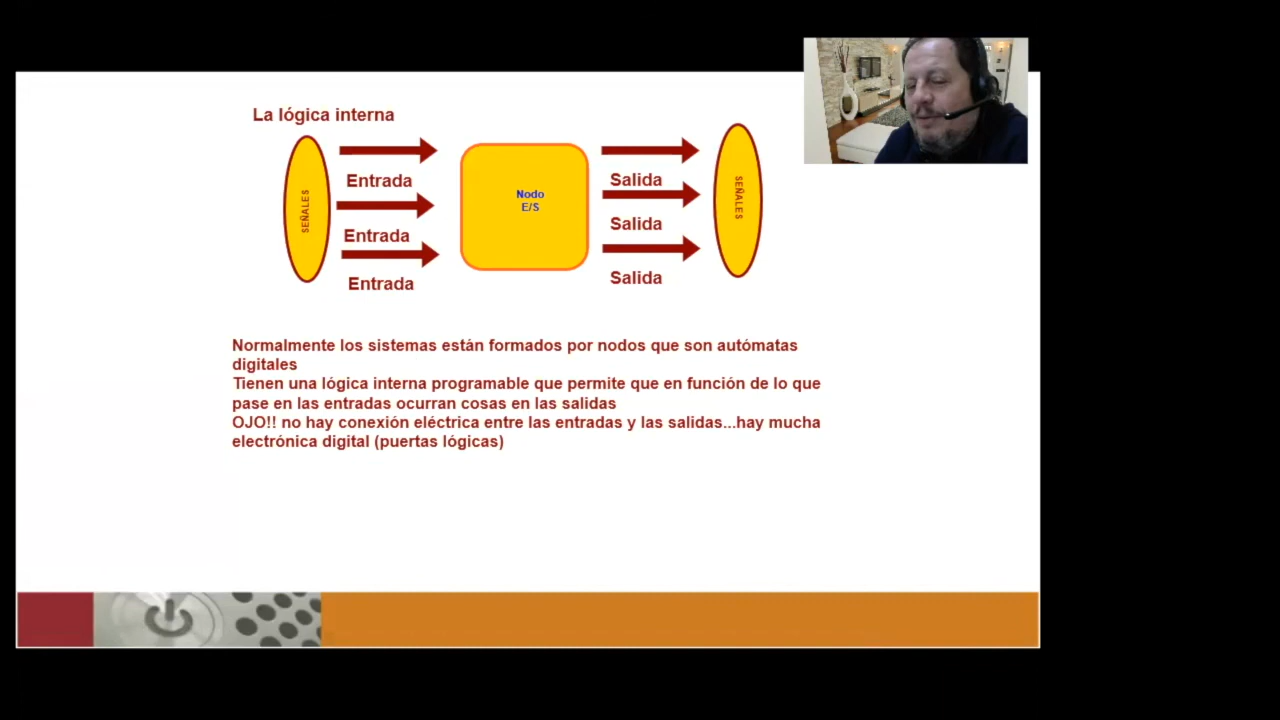 La lógica interna
SEÑALES
Entrada
Entrada
Entrada
Nodo
E/S
Salida
Salida
Salida
SEÑALES
Normalmente los sistemas están formados por nodos que son autómatas
digitales
Tienen una lógica interna programable que permite que en función de lo que
pase en las entradas ocurran cosas en las salidas
OJO!! no hay conexión eléctrica entre las entradas y las salidas...hay mucha
electrónica digital (puertas lógicas)